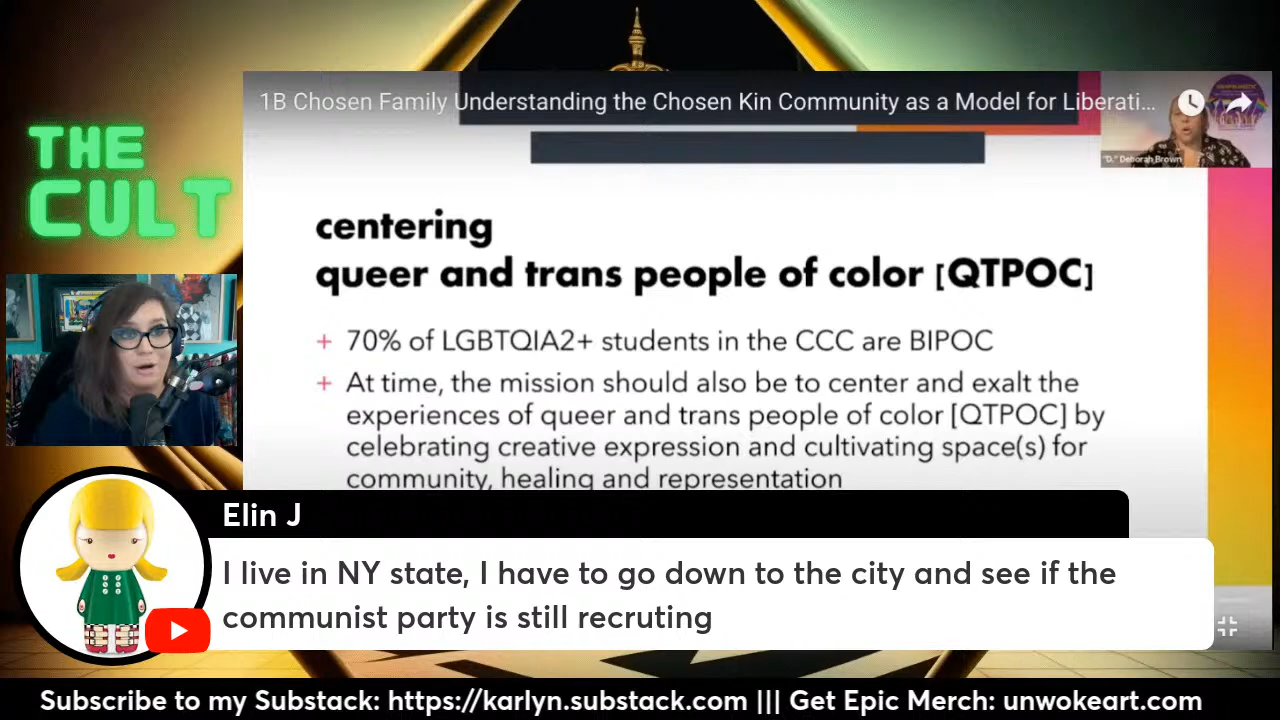 THE
CULT
1B Chosen Family Understanding the Chosen Kin Community as a Model for Liberati...
"D." Deborah Brown
centering
queer and trans people of color [QTPOC]
+ 70% of LGBTQIA2+ students in the CCC are BIPOC
+ At time, the mission should also be to center and exalt the
experiences of queer and trans people of color [QTPOC] by
celebrating creative expression and cultivating space(s) for
community, healing and representation
Elin J
I live in NY state, I have to go down to the city and see if the
communist party is still recruting
Subscribe to my Substack: https://karlyn.substack.com ||| Get Epic Merch: unwokeart.com